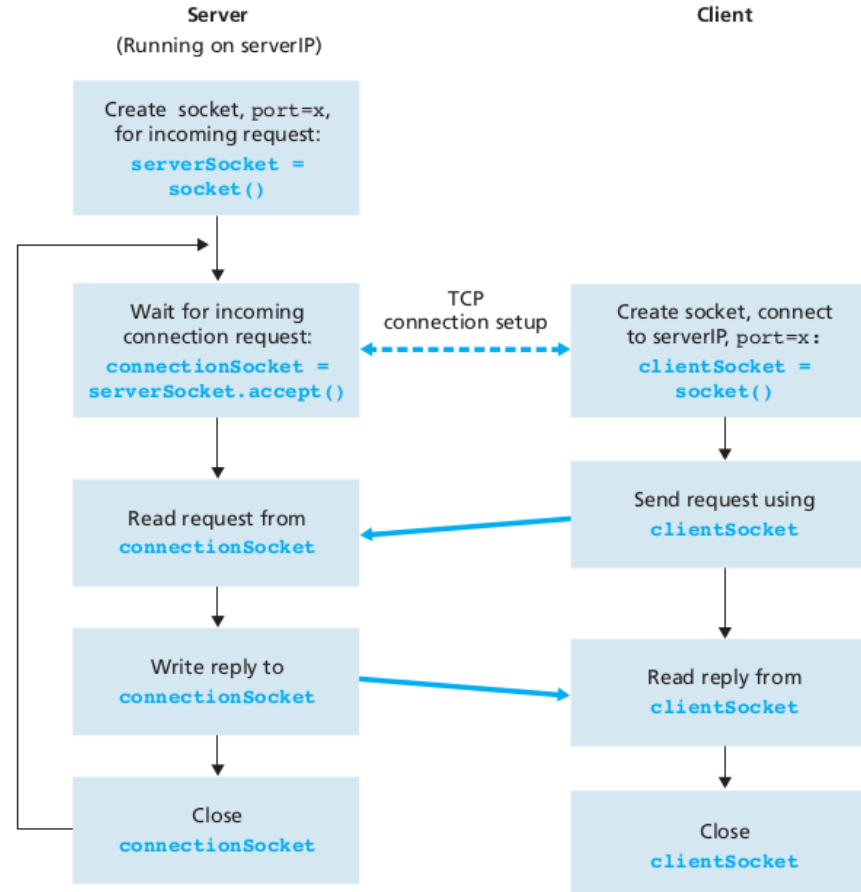 Server
(Running on serverIP)
Create socket, port=x,
for incoming request:
serverSocket =
socket()
Wait for incoming
connection request:
connectionSocket =
serverSocket.accept()
Read request from
connectionSocket
Write reply to
connectionSocket
Close
connectionSocket
TCP
connection setup
Client
Create socket, connect
to serverIP, port=x:
clientSocket =
socket()
Send request using
clientSocket
Read reply from
clientSocket
Close
clientSocket